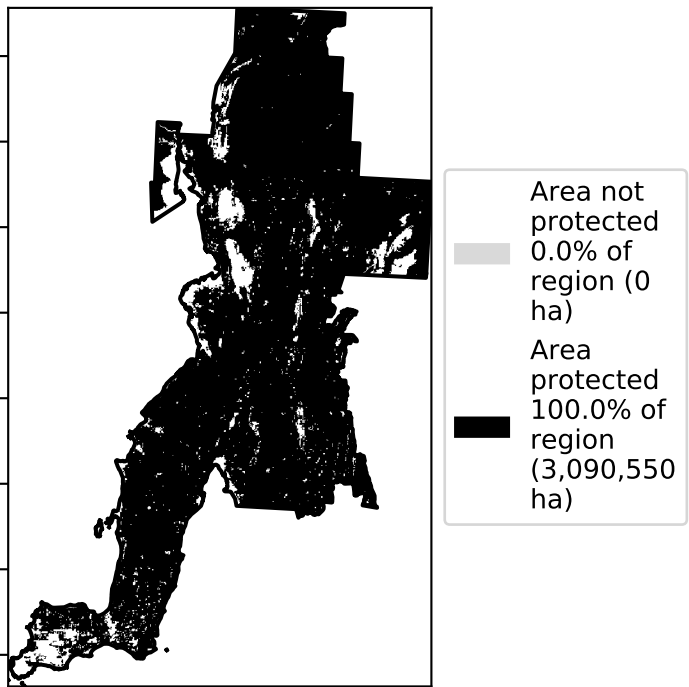 Area not
protected
0.0% of
region (0
ha)
Area
protected
100.0% of
region
(3,090,550
ha)